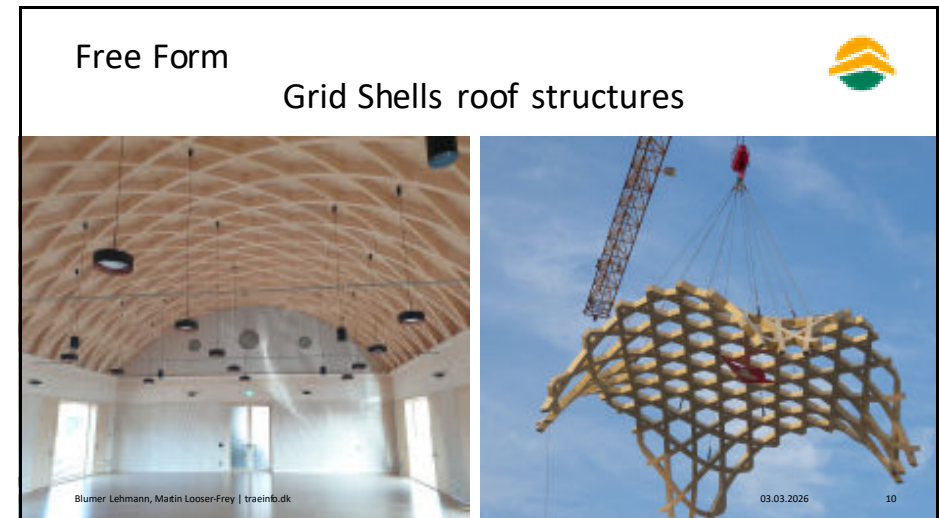 Free Form
Grid Shells roof structures
Blumer Lehmann, Martin Looser-Frey | traeinfo.dk
03.03.2026
10